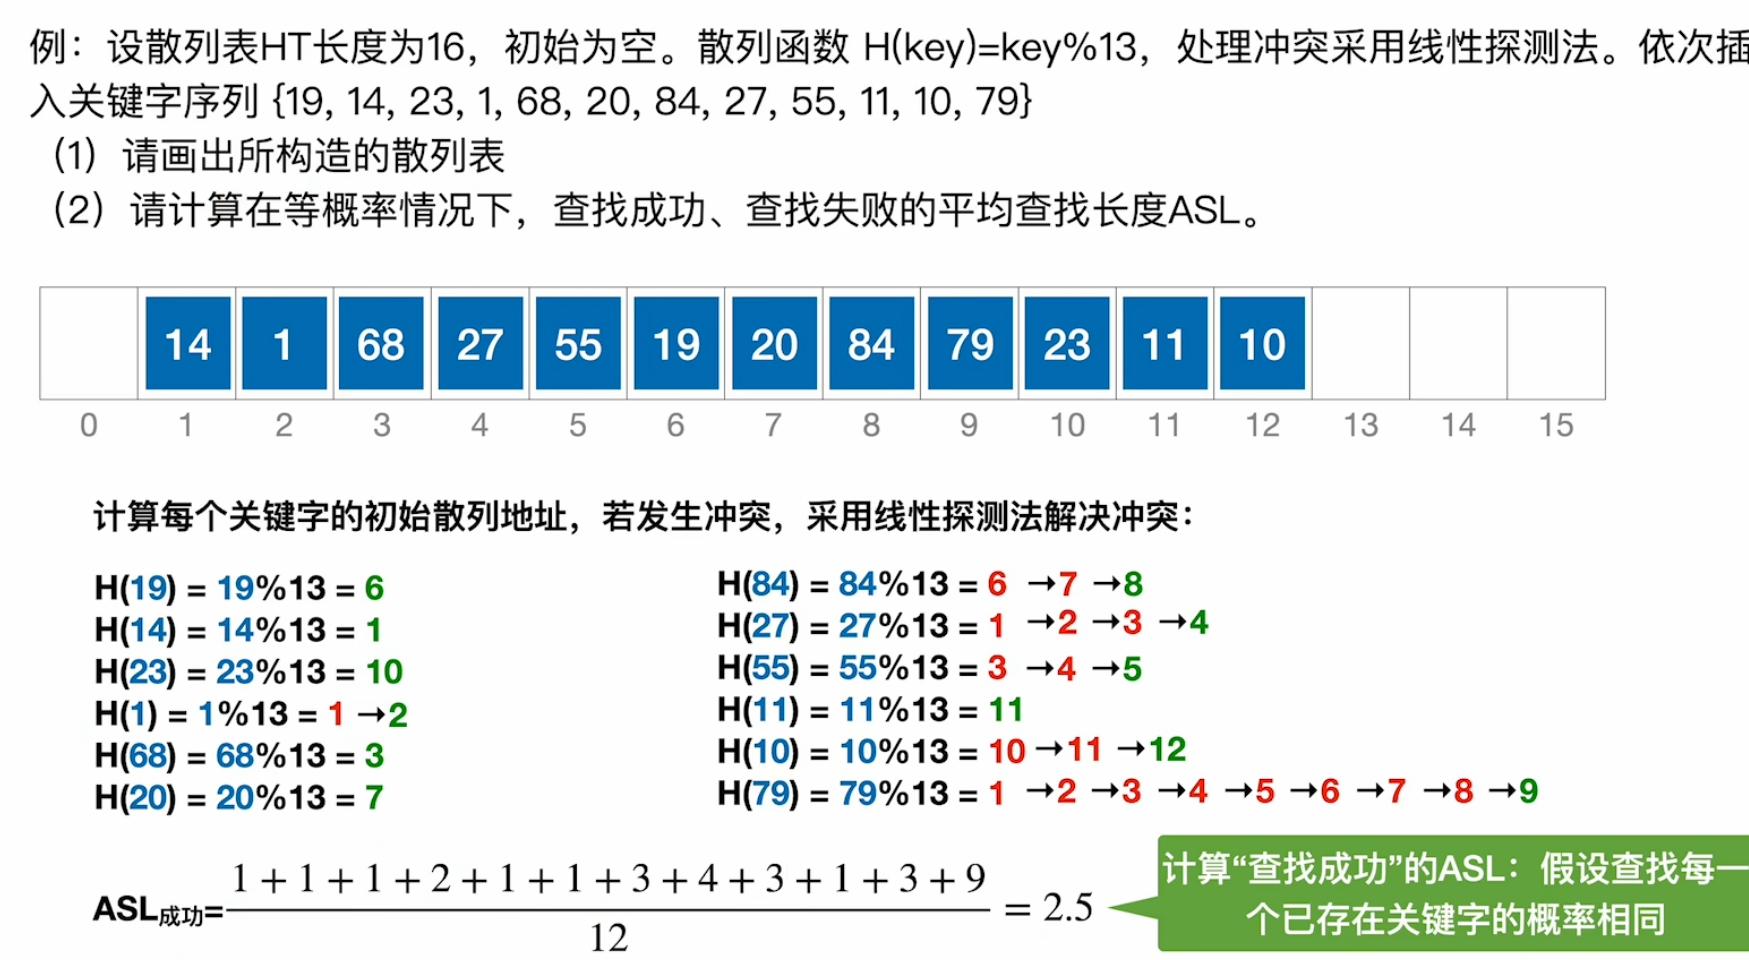 例：设散列表HT长度为16，初始为空。散列函数 H(key)=key%13，处理冲突采用线性探测法。依次插
入关键字序列 {19, 14, 23, 1, 68, 20, 84, 27, 55, 11, 10, 79}
（1）请画出所构造的散列表
（2）请计算在等概率情况下，查找成功、查找失败的平均查找长度ASL。
14 1 68 27 55 19 20 84 79 23 11 10
0 1 2 3 4 5 6 7 8 9 10 11 12 13 14 15
计算每个关键字的初始散列地址，若发生冲突，采用线性探测法解决冲突：
H(19) = 19%13 = 6
H(14) = 14%13 = 1
H(23) = 23%13 = 10
H(1) = 1%13 = 1 →2
H(68) = 68%13 = 3
H(20) = 20%13 = 7
H(84) = 84%13 = 6 →7 →8
H(27) = 27%13 = 1 →2 →3 →4
H(55) = 55%13 = 3 →4 →5
H(11) = 11%13 = 11
H(10) = 10%13 = 10 →11 →12
H(79) = 79%13 = 1 →2 →3 →4 →5 →6 →7 →8 →9
1 + 1 + 1 + 2 + 1 + 1 + 3 + 4 + 3 + 1 + 3 + 9
ASL成功= = 2.5
12
计算“查找成功”的ASL：假设查找每一
个已存在关键字的概率相同